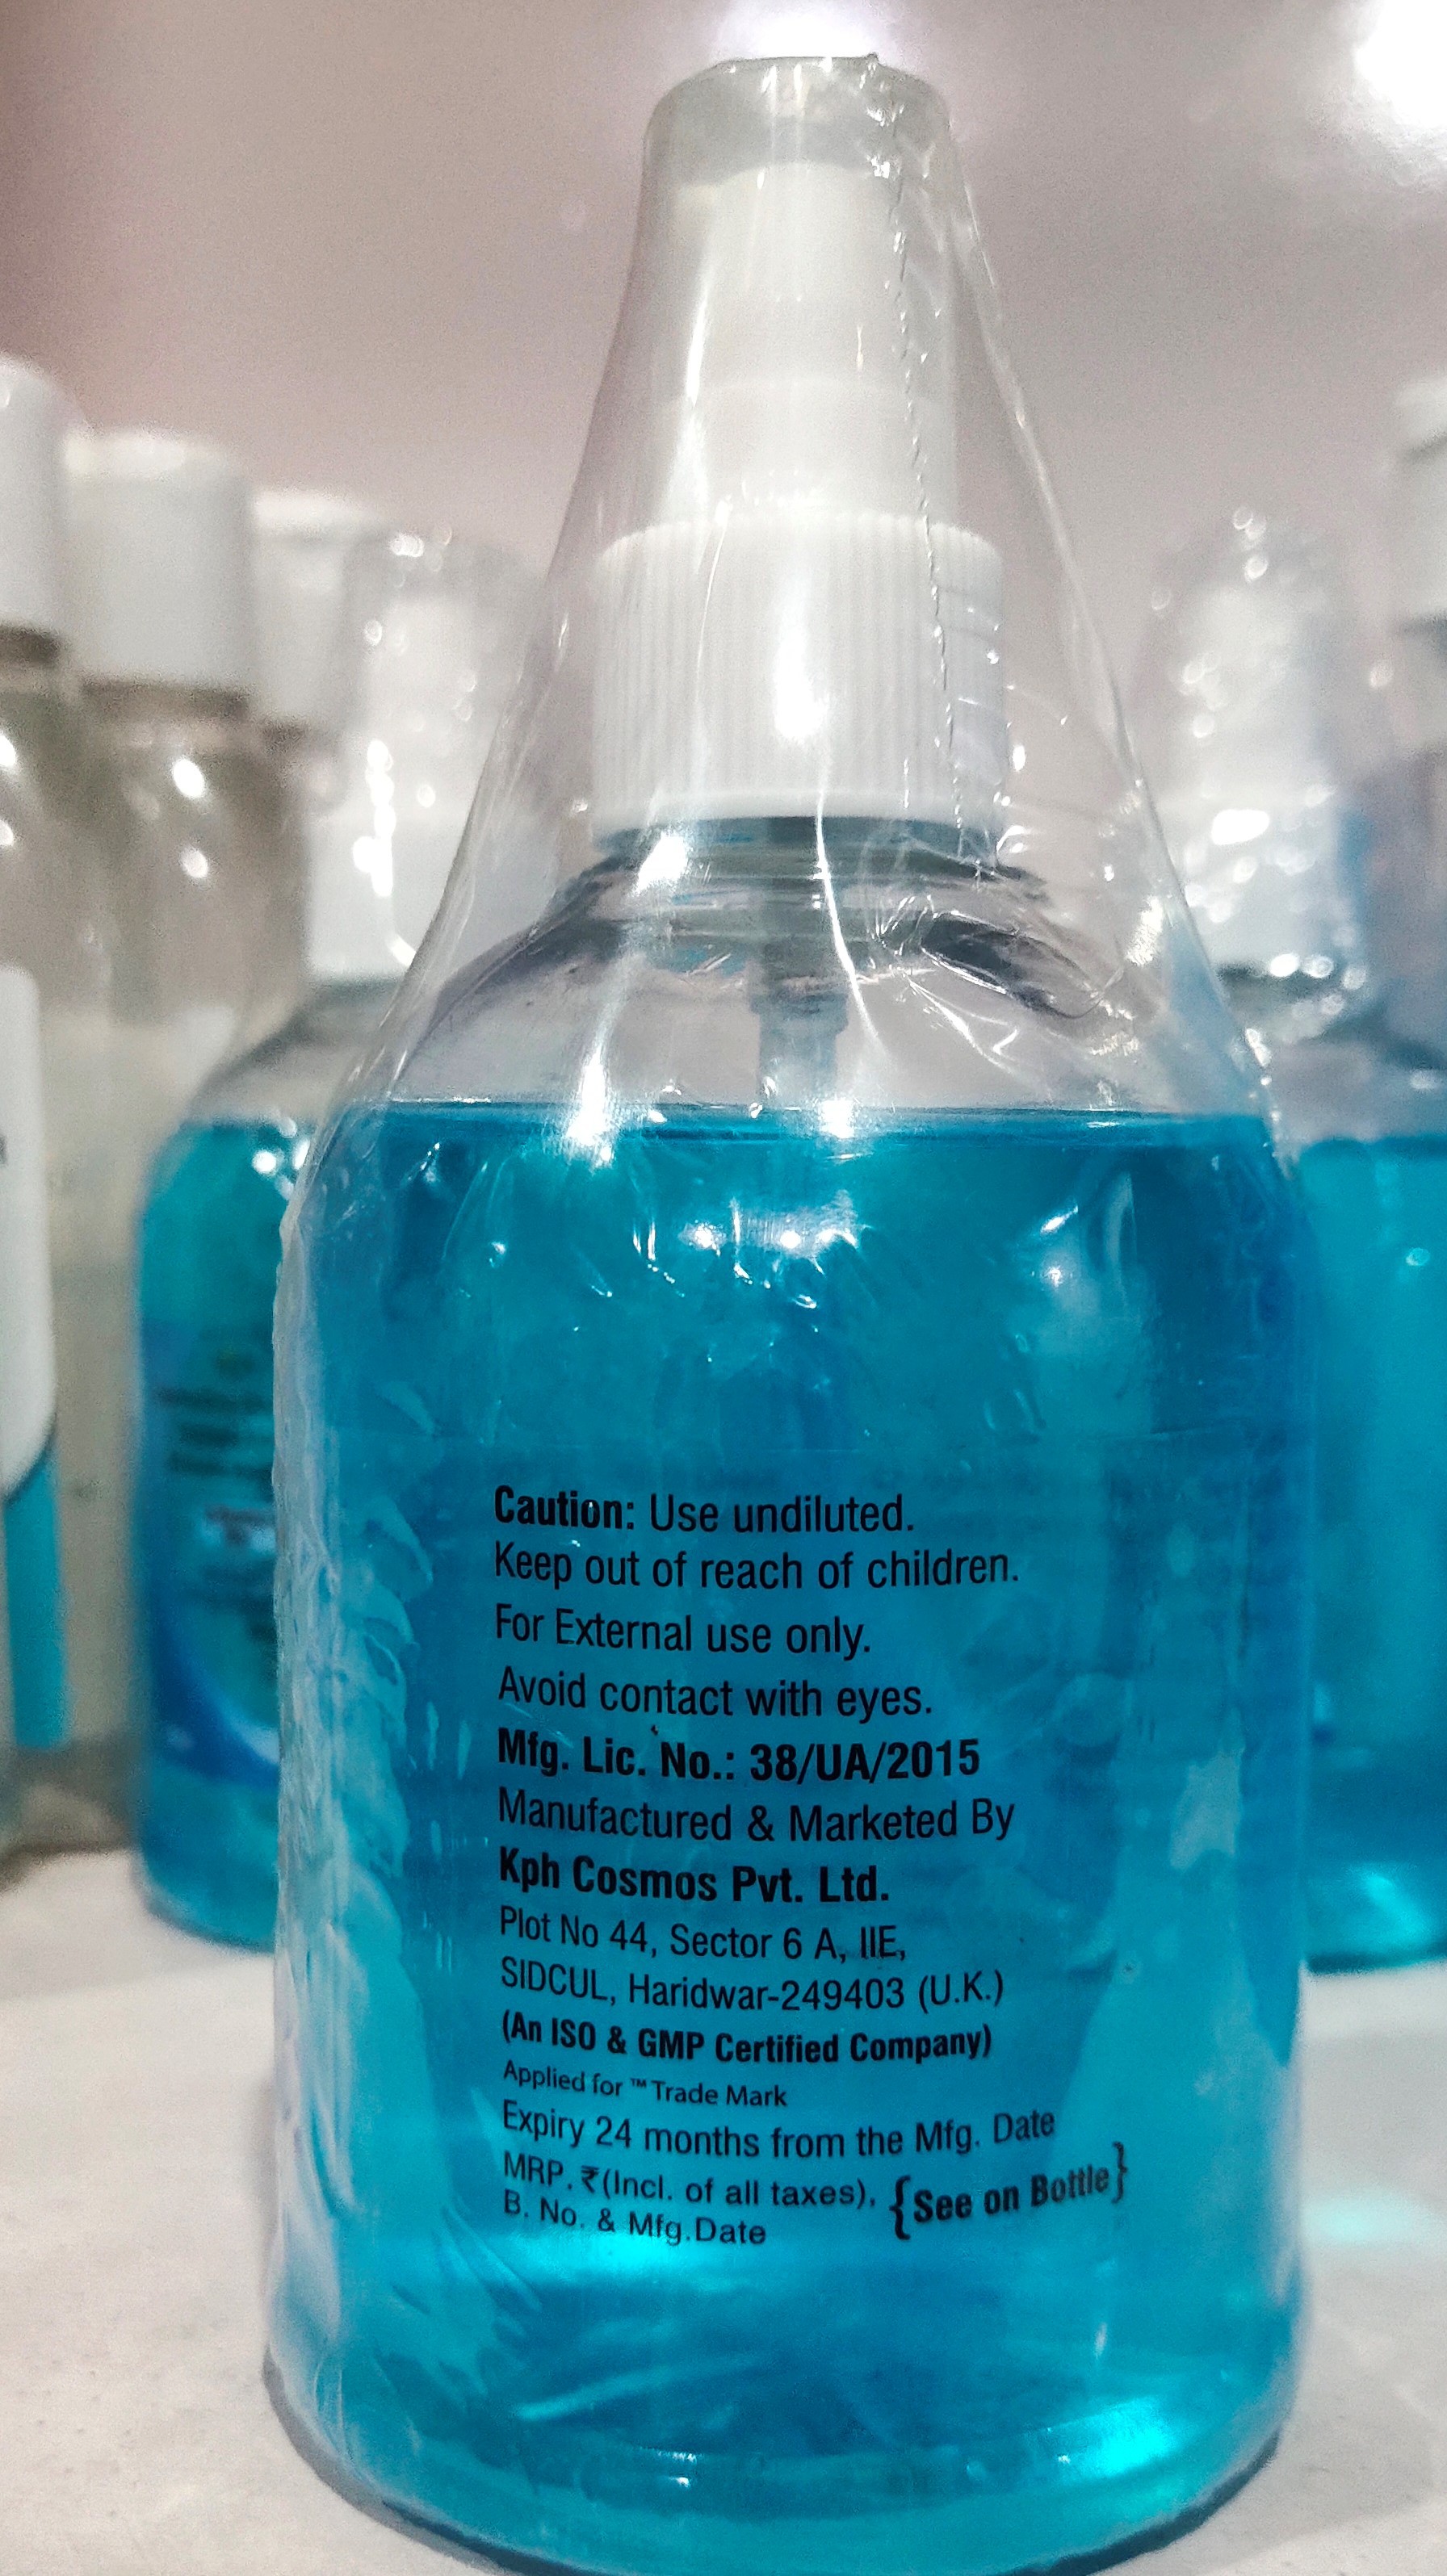 Caution: Use undiluted.
Keep out of reach of children.
For External use only.
Avoid contact with eyes.
Mfg. Lic. No.: 38/UA/2015
Manufactured & Marketed By
Kph Cosmos Pvt. Ltd.
Plot No 44, Sector 6 A, IIE,
SIDCUL, Haridwar-249403 (U.K.)
(An ISO & GMP Certified Company)
Applied for ™ Trade Mark
Expiry 24 months from the Mfg. Date
MRP. ₹(Incl. of all taxes), {See on Bottle}
B. No. & Mfg.Date